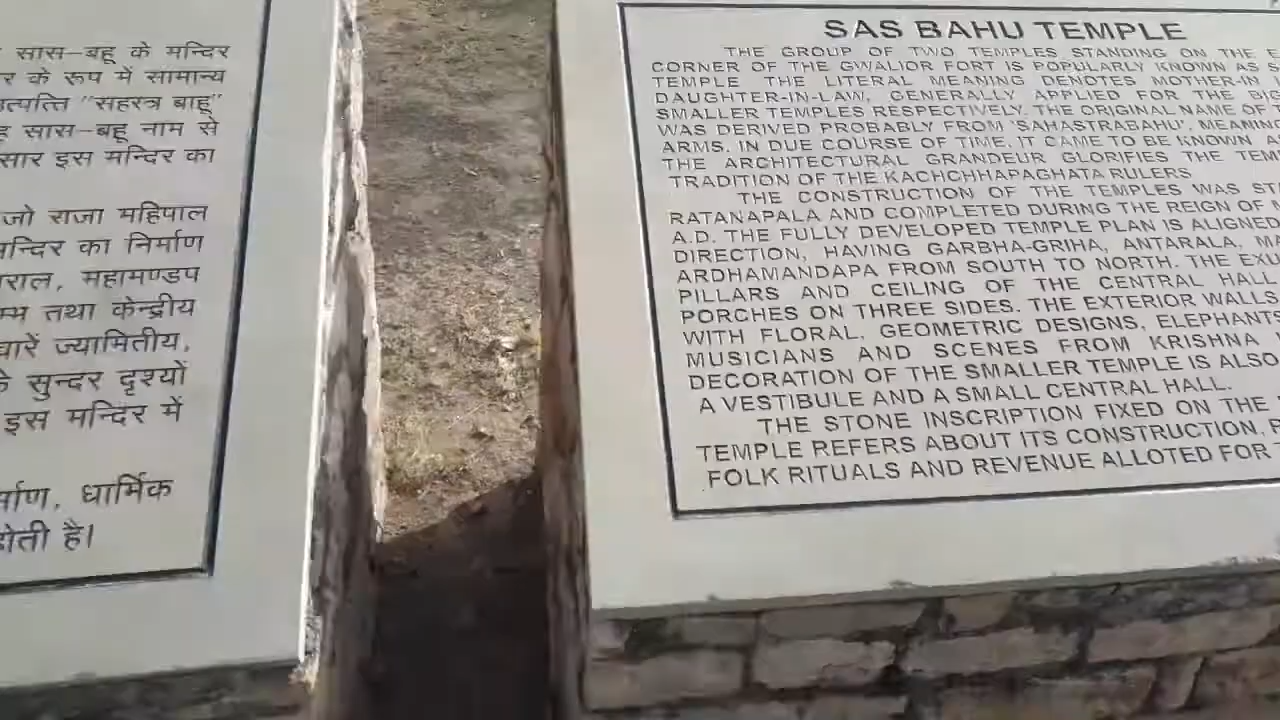 सास-बहू के मन्दिर
के रूप में सामान्य
"सहस्त्र बाहू"
सास-बहू नाम से
इस मन्दिर का
जो राजा महिपाल
का निर्माण
महामण्डप
तथा केन्द्रीय
ज्यामितीय,
सुन्दर दृश्यों
इस मन्दिर में
धार्मिक
होती है।
SAS BAHU TEMPLE
THE GROUP OF TWO TEMPLES STANDING ON THE
CORNER OF THE GWALIOR FORT IS POPULARLY KNOWN AS
TEMPLE THE LITERAL MEANING DENOTES MOTHER-IN
DAUGHTER-IN-LAW, GENERALLY APPLIED FOR THE
SMALLER TEMPLES RESPECTIVELY. THE ORIGINAL NAME OF
WAS DERIVED PROBABLY FROM 'SAHASTRABAHU', MEANING
ARMS. IN DUE COURSE OF TIME, IT CAME TO BE KNOWN
THE ARCHITECTURAL GRANDEUR GLORIFIES THE
TRADITION OF THE KACHCHHAPAGHATA RULERS
THE CONSTRUCTION OF THE TEMPLES WAS
RATANAPALA AND COMPLETED DURING THE REIGN OF
A.D. THE FULLY DEVELOPED TEMPLE PLAN IS ALIGNED
DIRECTION, HAVING GARBHA-GRIHA, ANTARALA,
ARDHAMANDAPA FROM SOUTH TO NORTH. THE
PILLARS AND CEILING OF THE CENTRAL HALL
PORCHES ON THREE SIDES. THE EXTERIOR WALLS
WITH FLORAL, GEOMETRIC DESIGNS, ELEPHANTS
MUSICIANS AND SCENES FROM KRISHNA
DECORATION OF THE SMALLER TEMPLE IS ALSO
A VESTIBULE AND A SMALL CENTRAL HALL.
THE STONE INSCRIPTION FIXED ON THE
TEMPLE REFERS ABOUT ITS CONSTRUCTION,
FOLK RITUALS AND REVENUE ALLOTED FOR